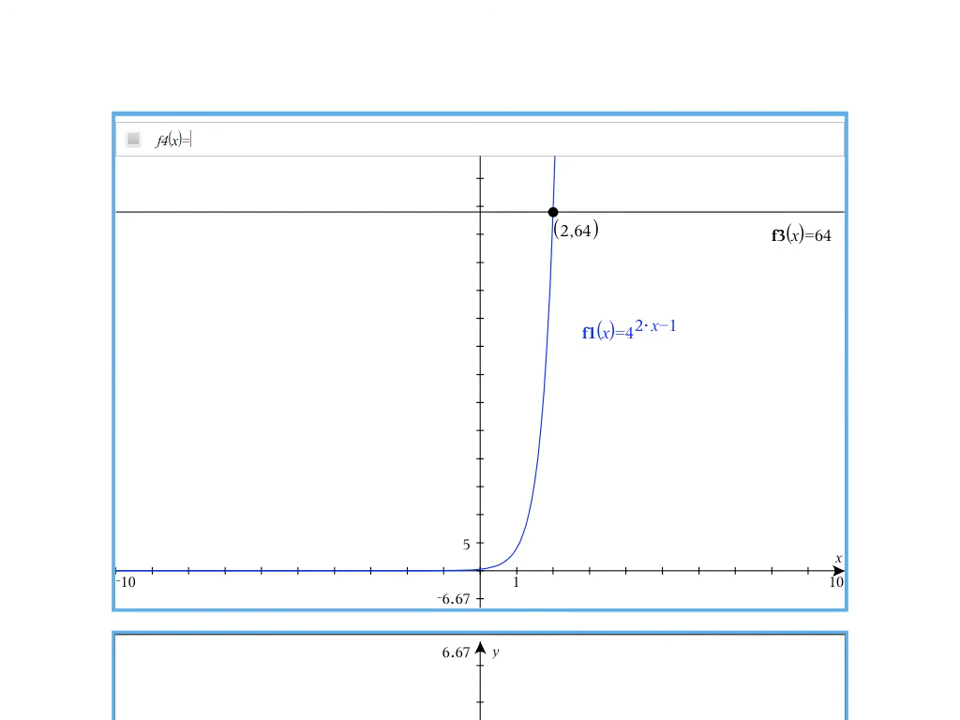 f4(x)=
(2,64)
f3(x)=64
f1(x)=4^2·x−1
5
x
-10
1
10
-6.67
6.67
y